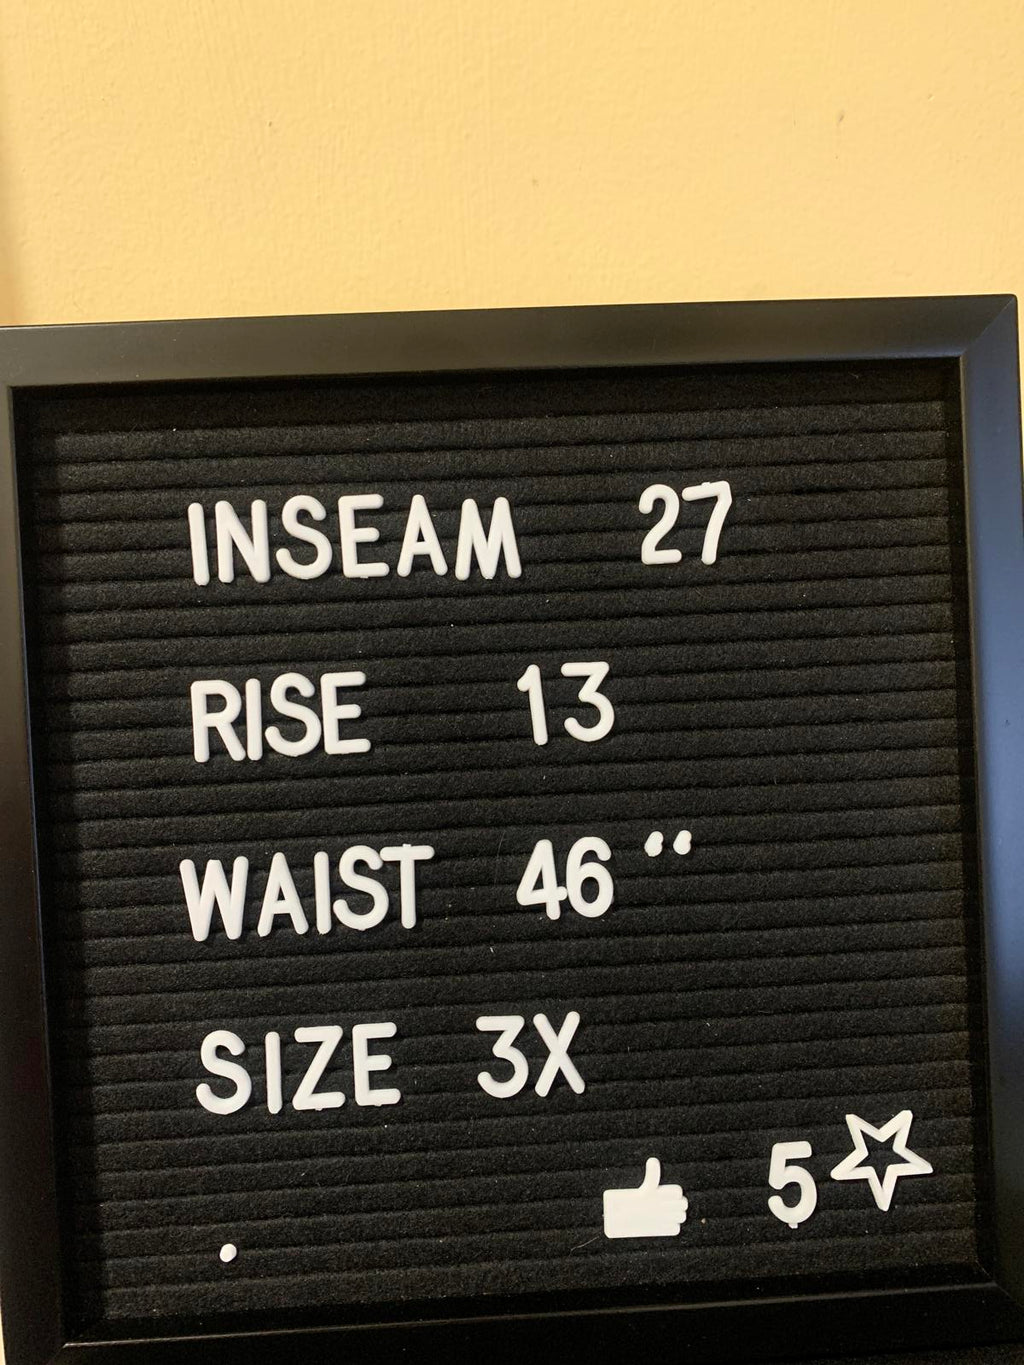 INSEAM 27
RISE 13
WAIST 46 “
SIZE 3X
5